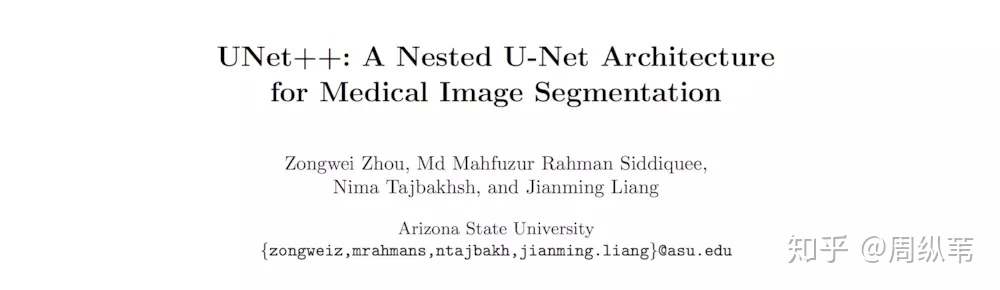 UNet++: A Nested U-Net Architecture
for Medical Image Segmentation
Zongwei Zhou, Md Mahfuzur Rahman Siddiquee,
Nima Tajbakhsh, and Jianming Liang
Arizona State University
{zongweiz,mrahmans,ntajbakh,jianming.liang}@asu.edu
知乎 @周纵苇